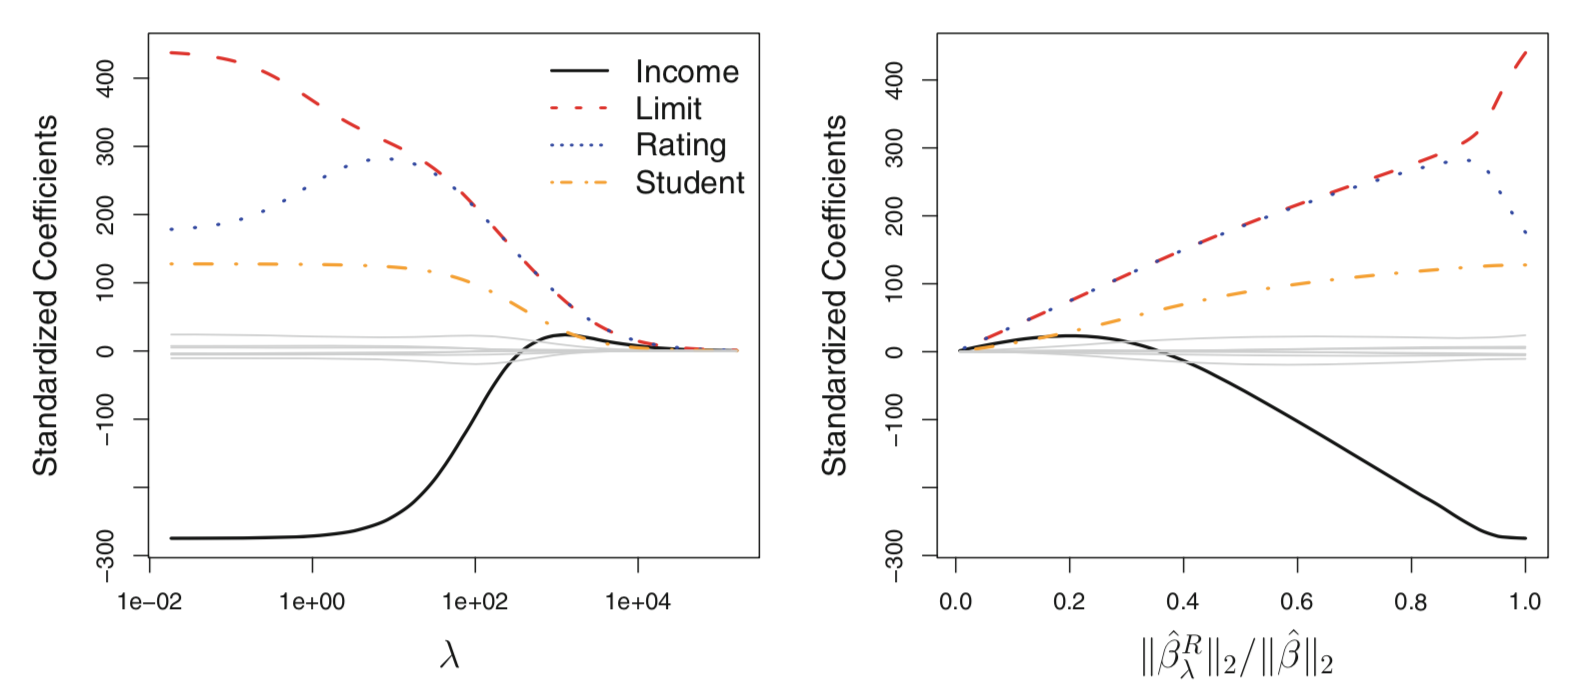 Standardized Coefficients
400
300
200
100
0
−100
−300
1e−02 1e+00 1e+02 1e+04
λ
Income
Limit
Rating
Student
Standardized Coefficients
400
300
200
100
0
−100
−300
0.0 0.2 0.4 0.6 0.8 1.0
‖β̂λᴿ‖₂/‖β̂‖₂